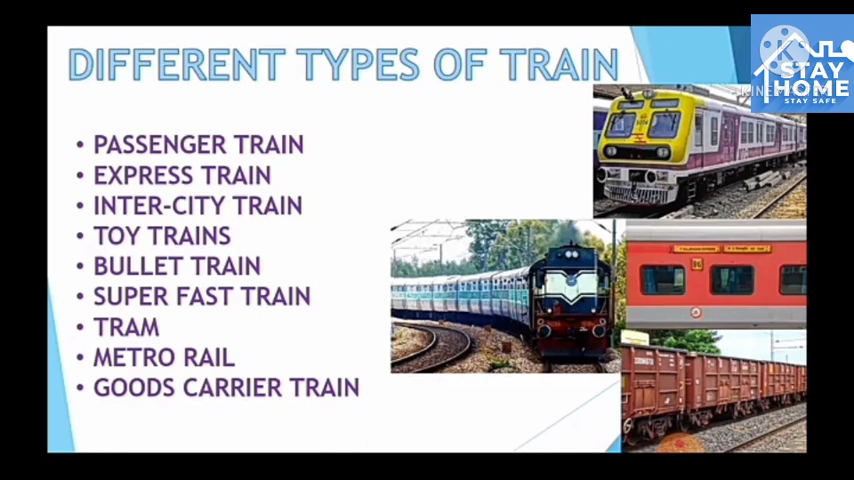 DIFFERENT TYPES OF TRAIN
• PASSENGER TRAIN
• EXPRESS TRAIN
• INTER-CITY TRAIN
• TOY TRAINS
• BULLET TRAIN
• SUPER FAST TRAIN
• TRAM
• METRO RAIL
• GOODS CARRIER TRAIN
STAY
HOME
STAY SAFE